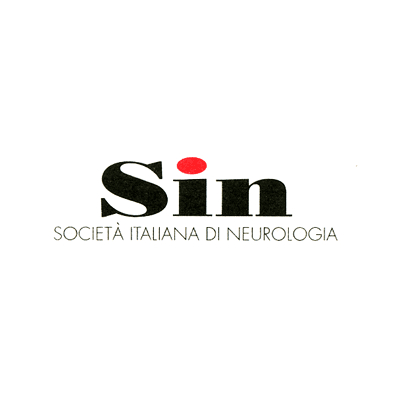 Sin
SOCIETÀ ITALIANA DI NEUROLOGIA